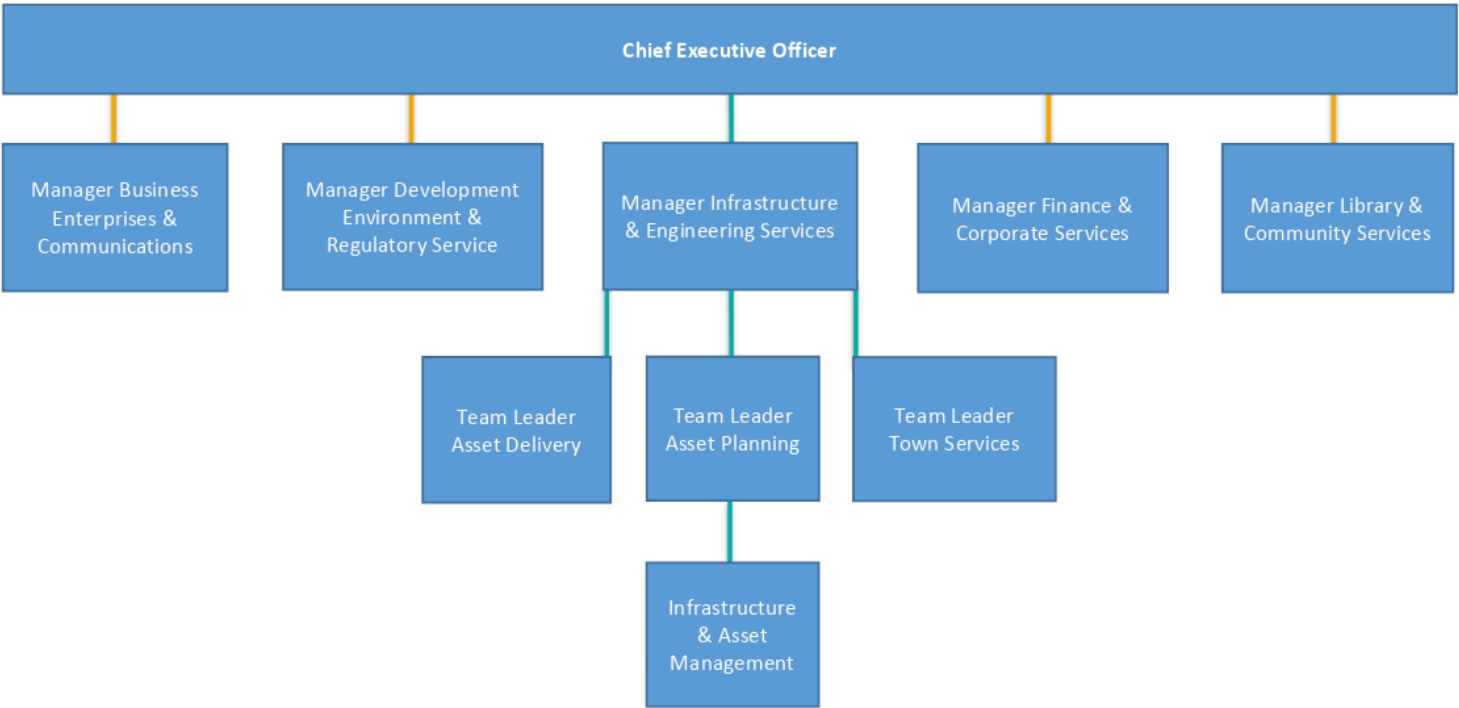 Chief Executive Officer
Manager Business
Enterprises &
Communications
Manager Development
Environment &
Regulatory Service
Manager Infrastructure
& Engineering Services
Manager Finance &
Corporate Services
Manager Library &
Community Services
Team Leader
Asset Delivery
Team Leader
Asset Planning
Team Leader
Town Services
Infrastructure
& Asset
Management